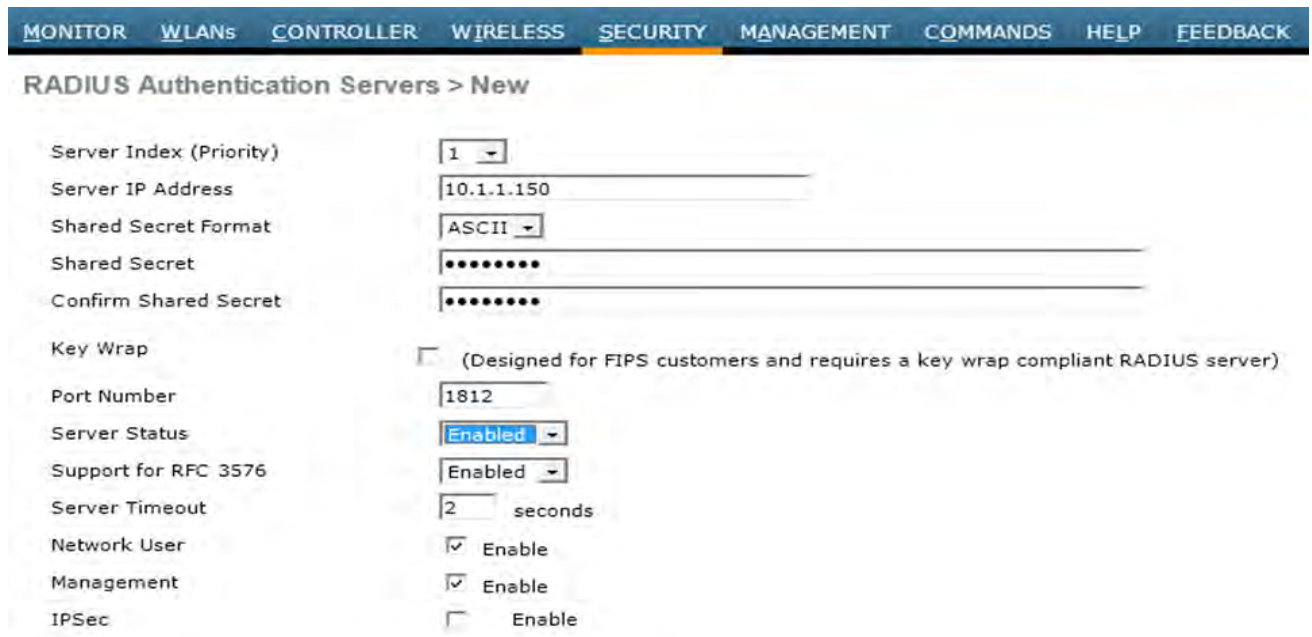 MONITOR WLANs CONTROLLER WIRELESS SECURITY MANAGEMENT COMMANDS HELP FEEDBACK
RADIUS Authentication Servers > New
Server Index (Priority) 1
Server IP Address 10.1.1.150
Shared Secret Format ASCII
Shared Secret ••••••••
Confirm Shared Secret ••••••••
Key Wrap (Designed for FIPS customers and requires a key wrap compliant RADIUS server)
Port Number 1812
Server Status Enabled
Support for RFC 3576 Enabled
Server Timeout 2 seconds
Network User Enable
Management Enable
IPSec Enable